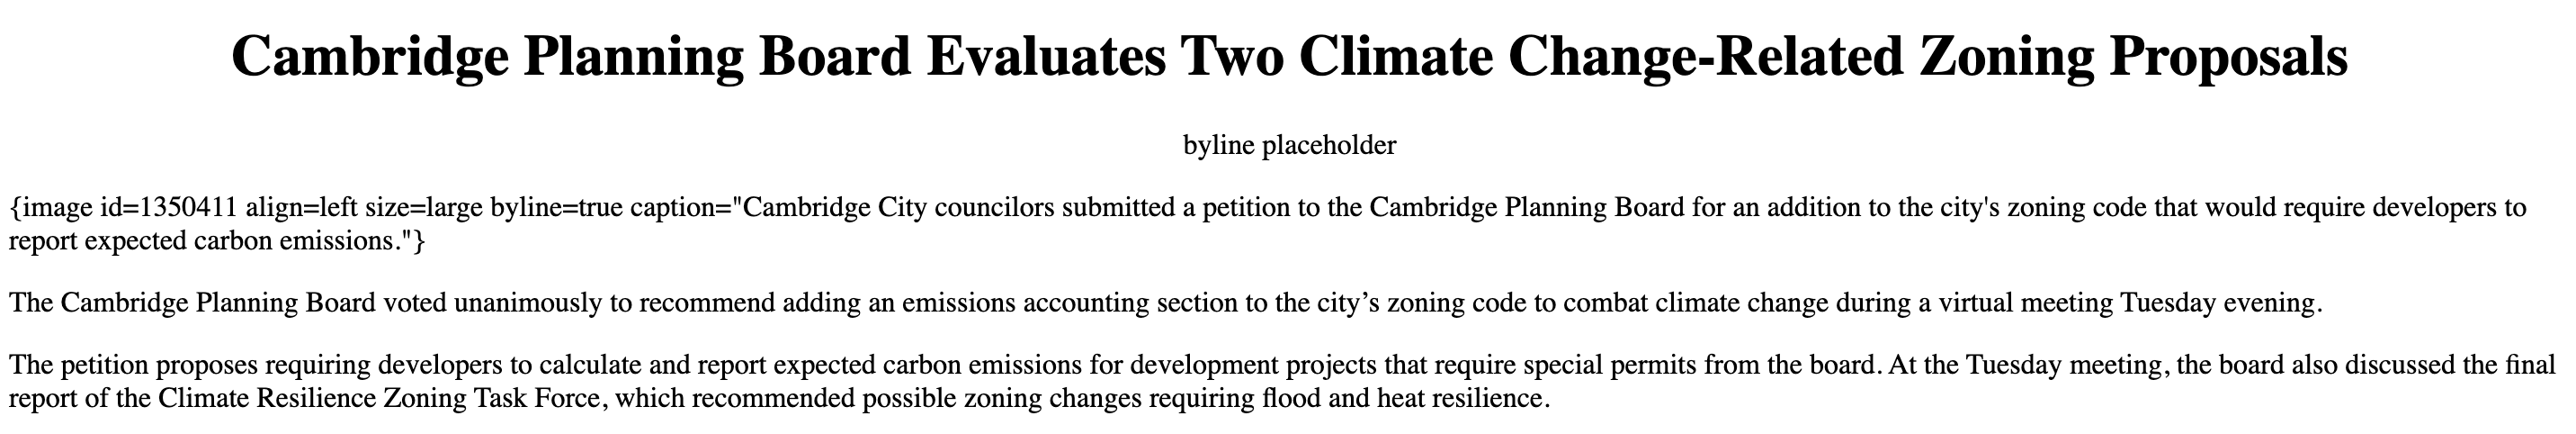 Cambridge Planning Board Evaluates Two Climate Change-Related Zoning Proposals
byline placeholder
{image id=1350411 align=left size=large byline=true caption="Cambridge City councilors submitted a petition to the Cambridge Planning Board for an addition to the city's zoning code that would require developers to
report expected carbon emissions."}
The Cambridge Planning Board voted unanimously to recommend adding an emissions accounting section to the city’s zoning code to combat climate change during a virtual meeting Tuesday evening.
The petition proposes requiring developers to calculate and report expected carbon emissions for development projects that require special permits from the board. At the Tuesday meeting, the board also discussed the final
report of the Climate Resilience Zoning Task Force, which recommended possible zoning changes requiring flood and heat resilience.